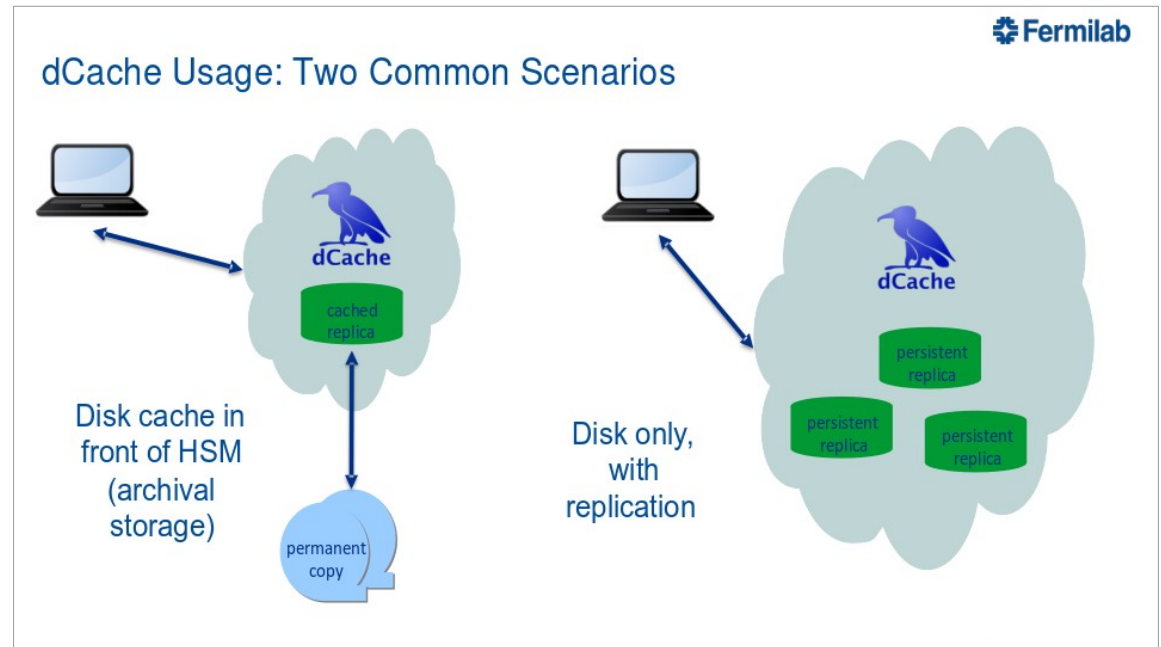 Fermilab
dCache Usage: Two Common Scenarios
dCache
cached
replica
Disk cache in
front of HSM
(archival
storage)
permanent
copy
dCache
persistent
replica
persistent
replica
persistent
replica
Disk only,
with
replication